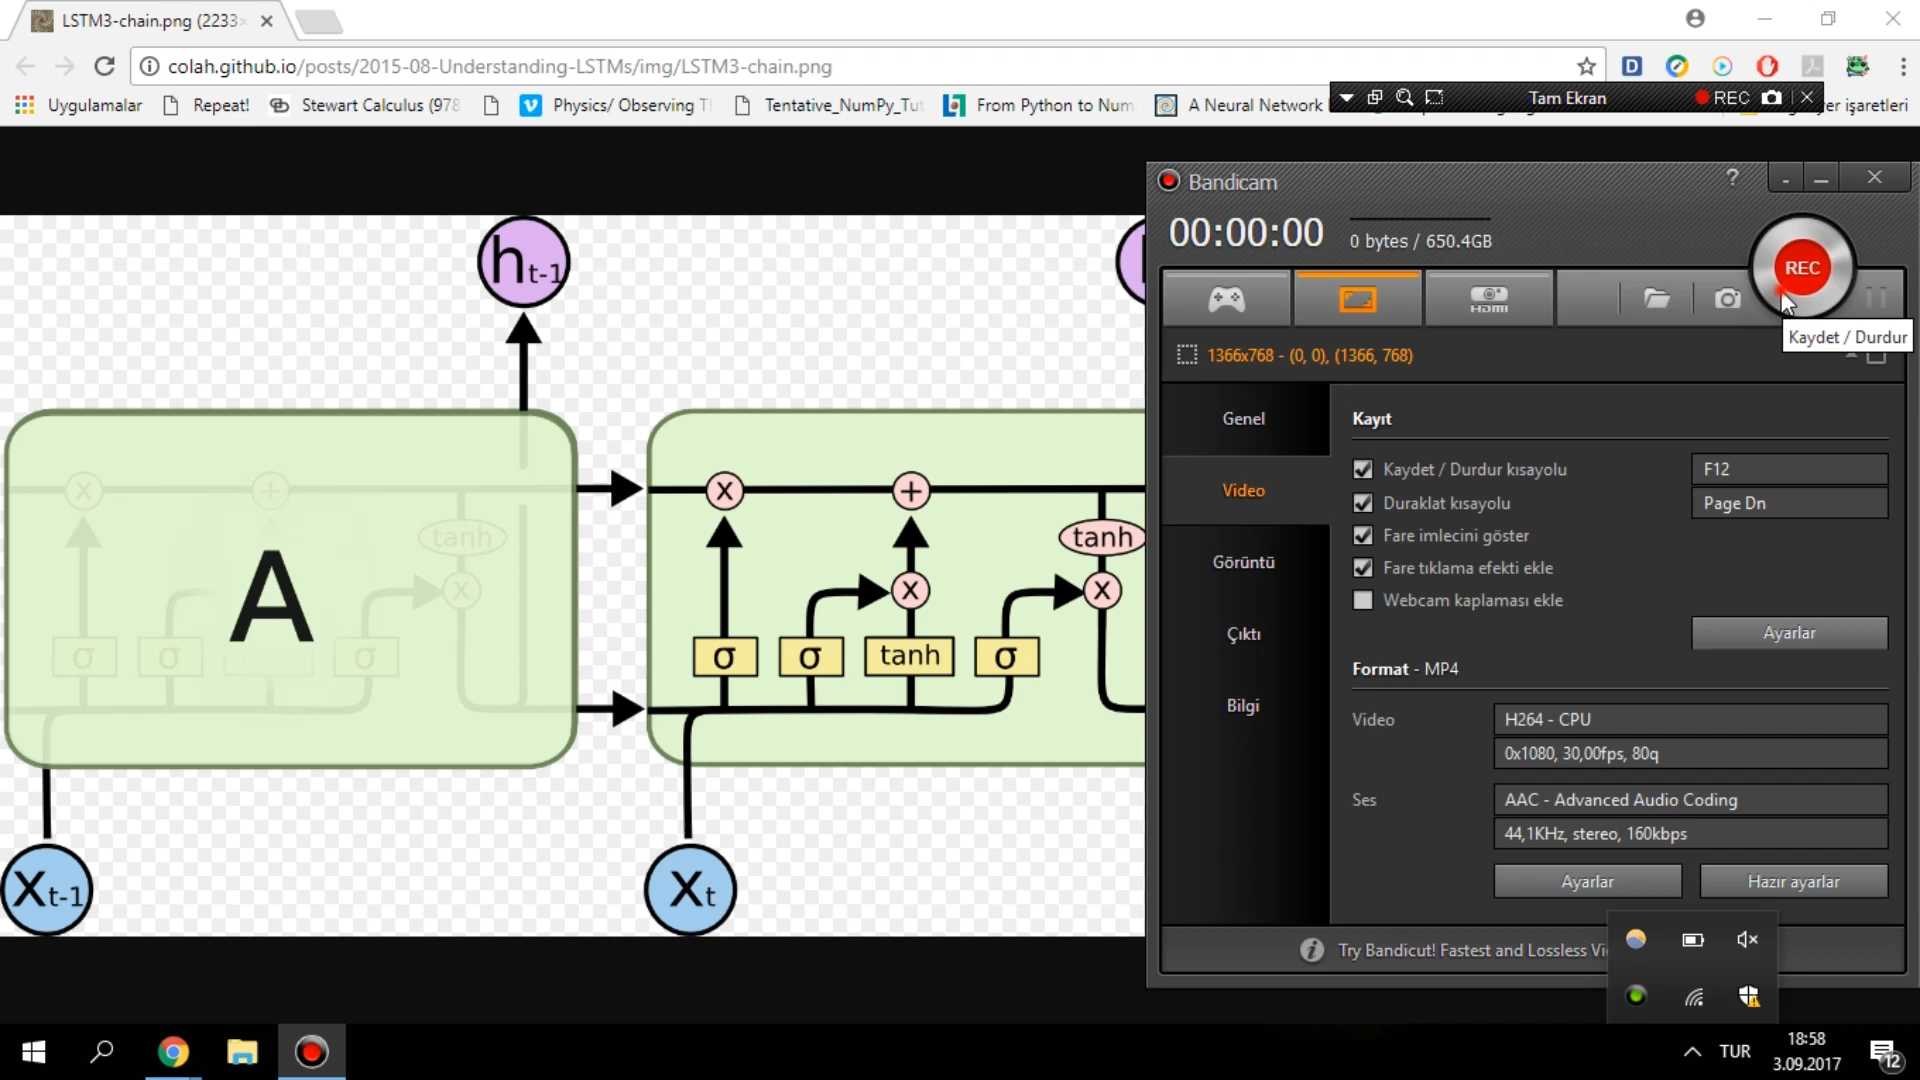 LSTM3-chain.png (2233×
colah.github.io/posts/2015-08-Understanding-LSTMs/img/LSTM3-chain.png
Uygulamalar Repeat! Stewart Calculus (978 Physics/ Observing T Tentative_NumPy_Tut From Python to Num A Neural Network er işaretleri
Tam Ekran REC
Bandicam
00:00:00
0 bytes / 650.4GB
REC
HDMI
Kaydet / Durdur
1366x768 - (0, 0), (1366, 768)
Genel
Video
Görüntü
Çıktı
Bilgi
Kayıt
Kaydet / Durdur kısayolu F12
Duraklat kısayolu Page Dn
Fare imlecini göster
Fare tıklama efekti ekle
Webcam kaplaması ekle
Ayarlar
Format - MP4
Video H264 - CPU
0x1080, 30,00fps, 80q
Ses AAC - Advanced Audio Coding
44,1KHz, stereo, 160kbps
Ayarlar Hazır ayarlar
Try Bandicut! Fastest and Lossless Vi
ht-1
x + x +
tanh tanh
x x x
A
σ σ σ σ σ tanh σ
Xt-1 Xt
TUR
18:58
3.09.2017
12